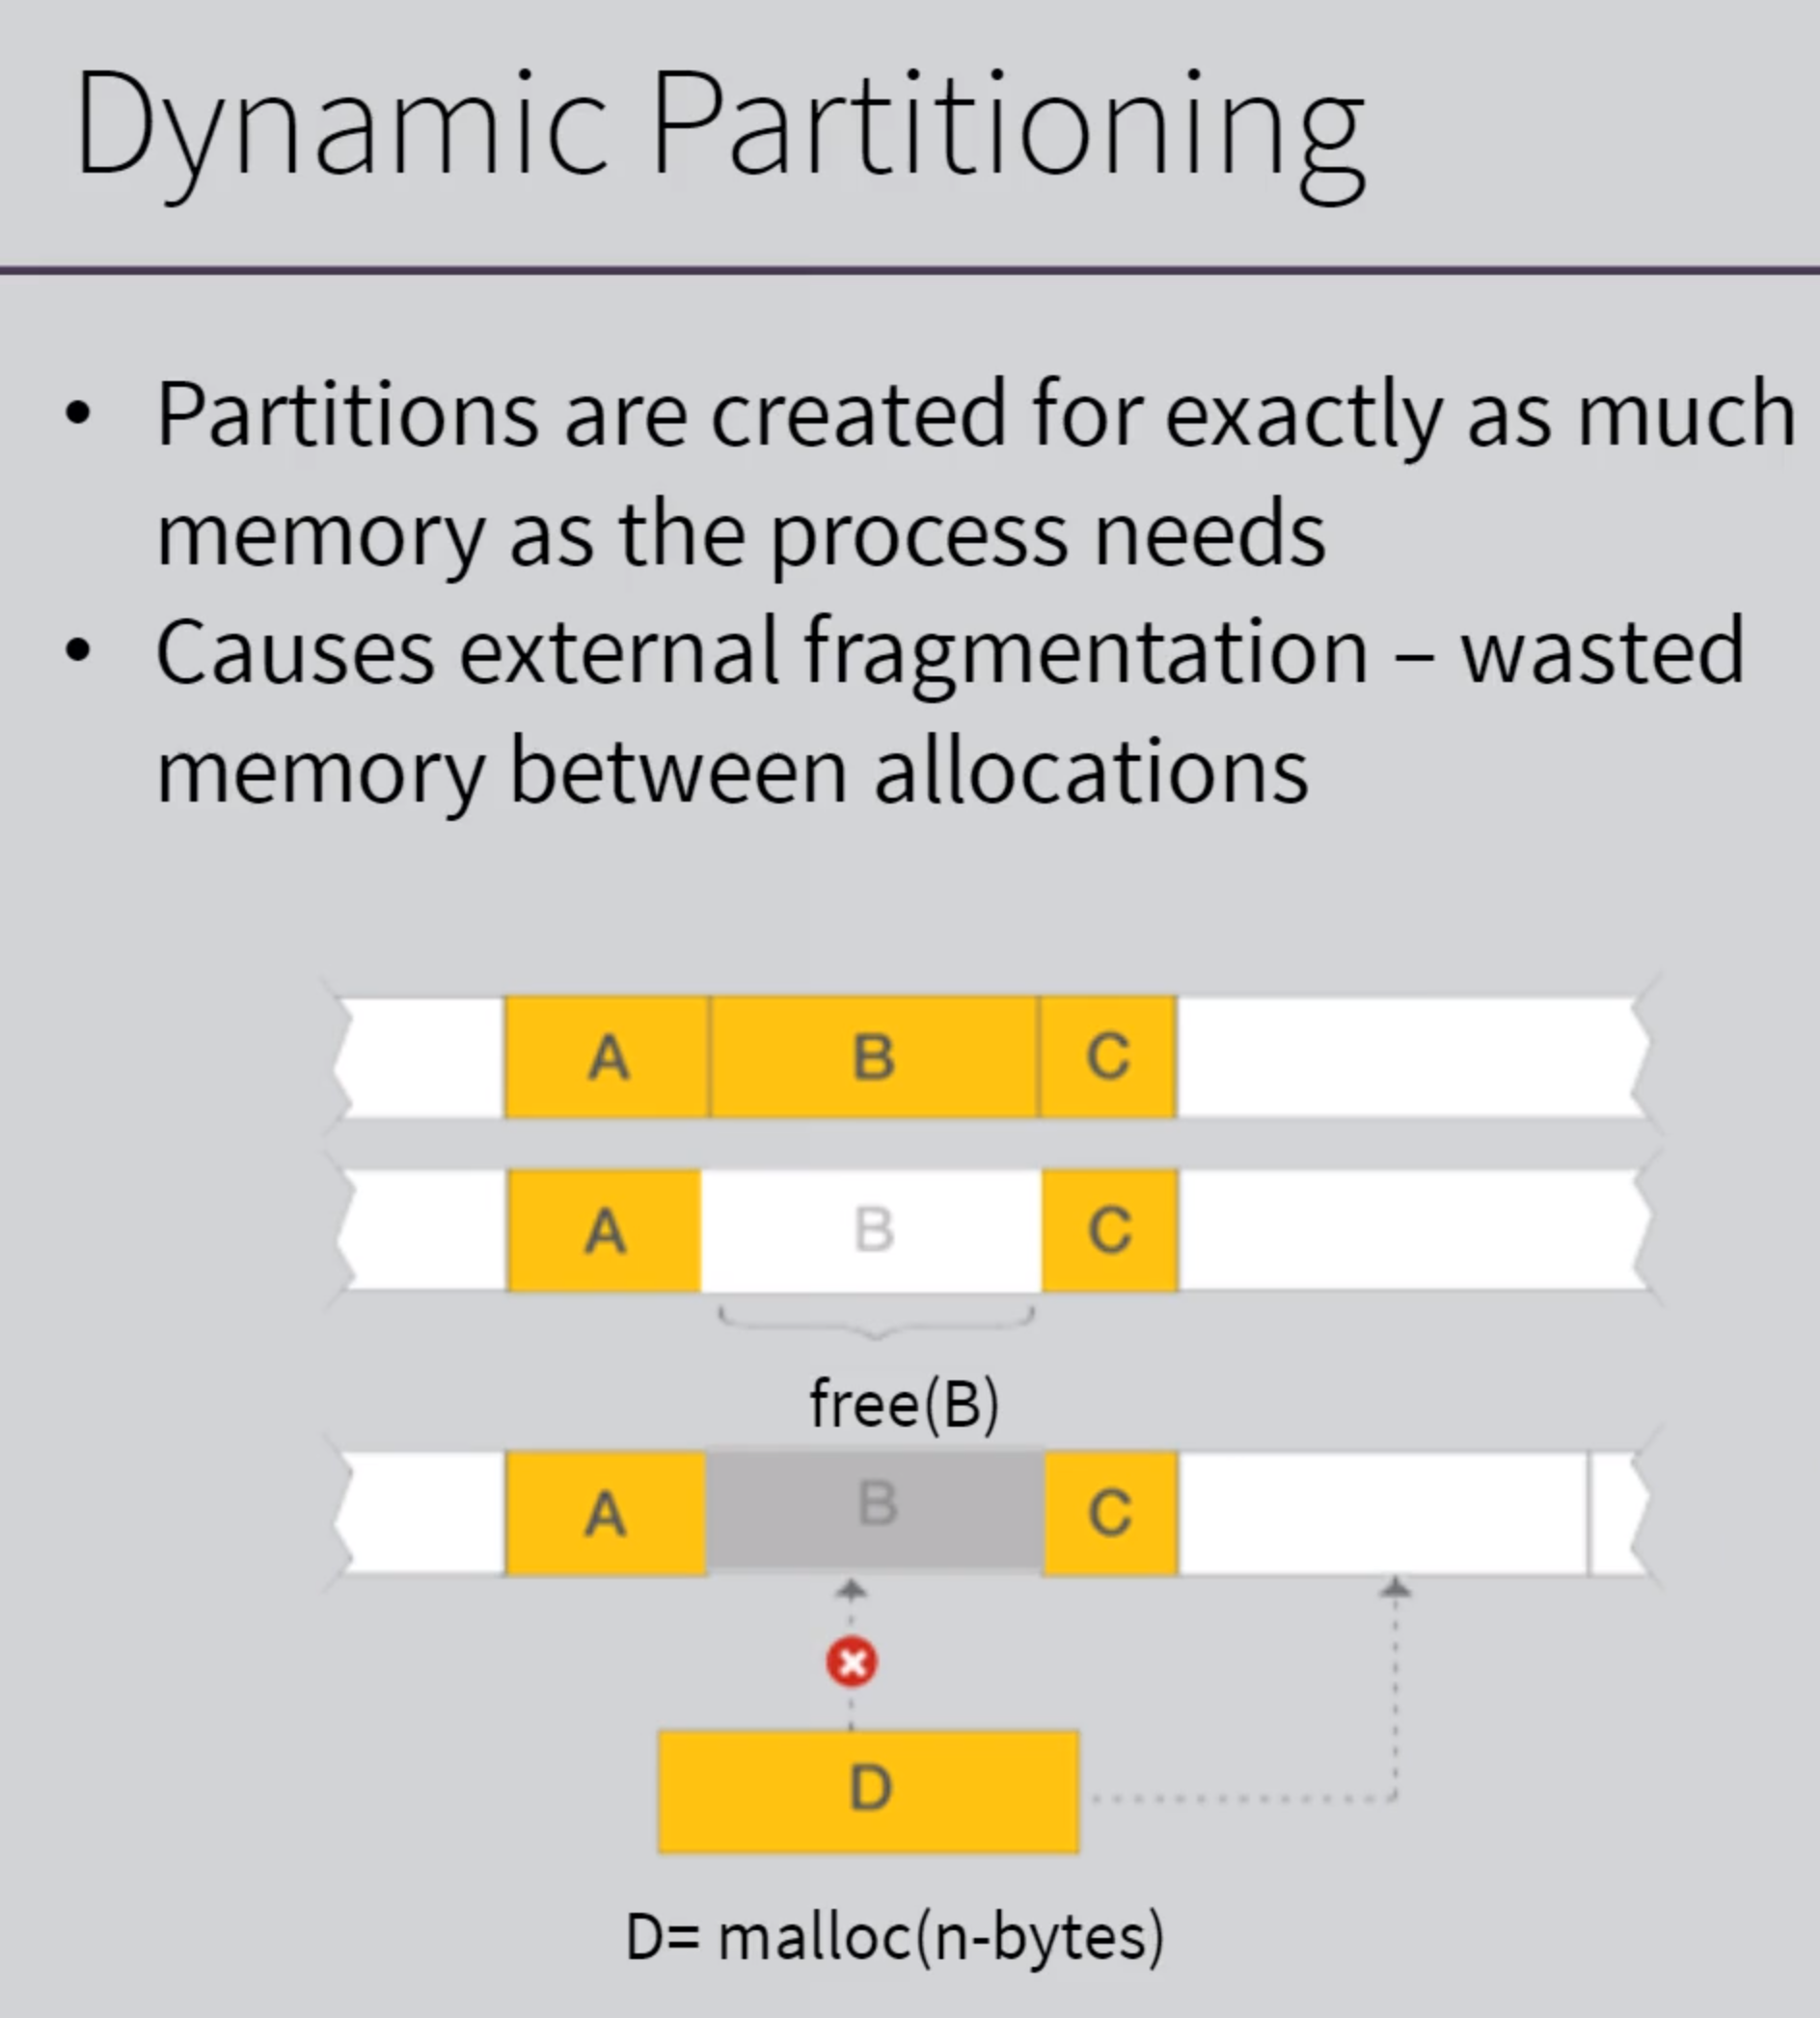 Dynamic Partitioning
• Partitions are created for exactly as much
memory as the process needs
• Causes external fragmentation – wasted
memory between allocations
A B C
A B C
free(B)
A B C
D
D= malloc(n-bytes)